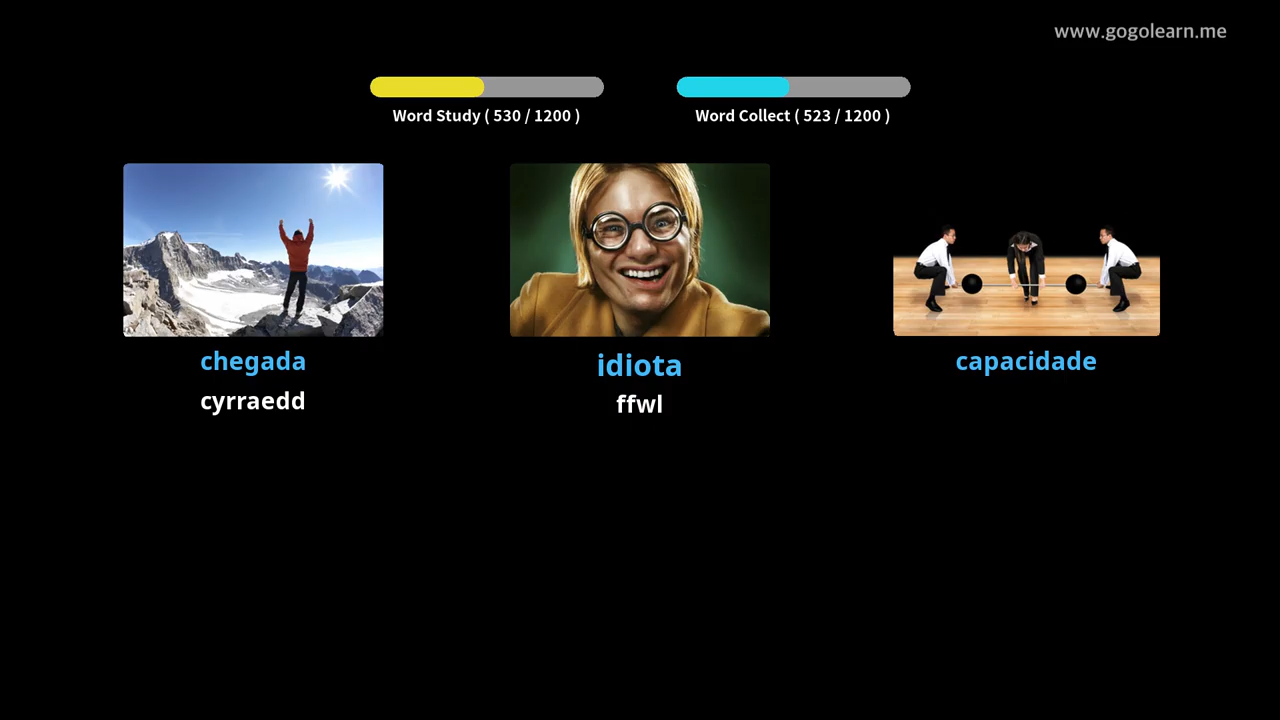 www.gogolearn.me
Word Study ( 530 / 1200 )
Word Collect ( 523 / 1200 )
chegada
cyrraedd
idiota
ffwl
capacidade